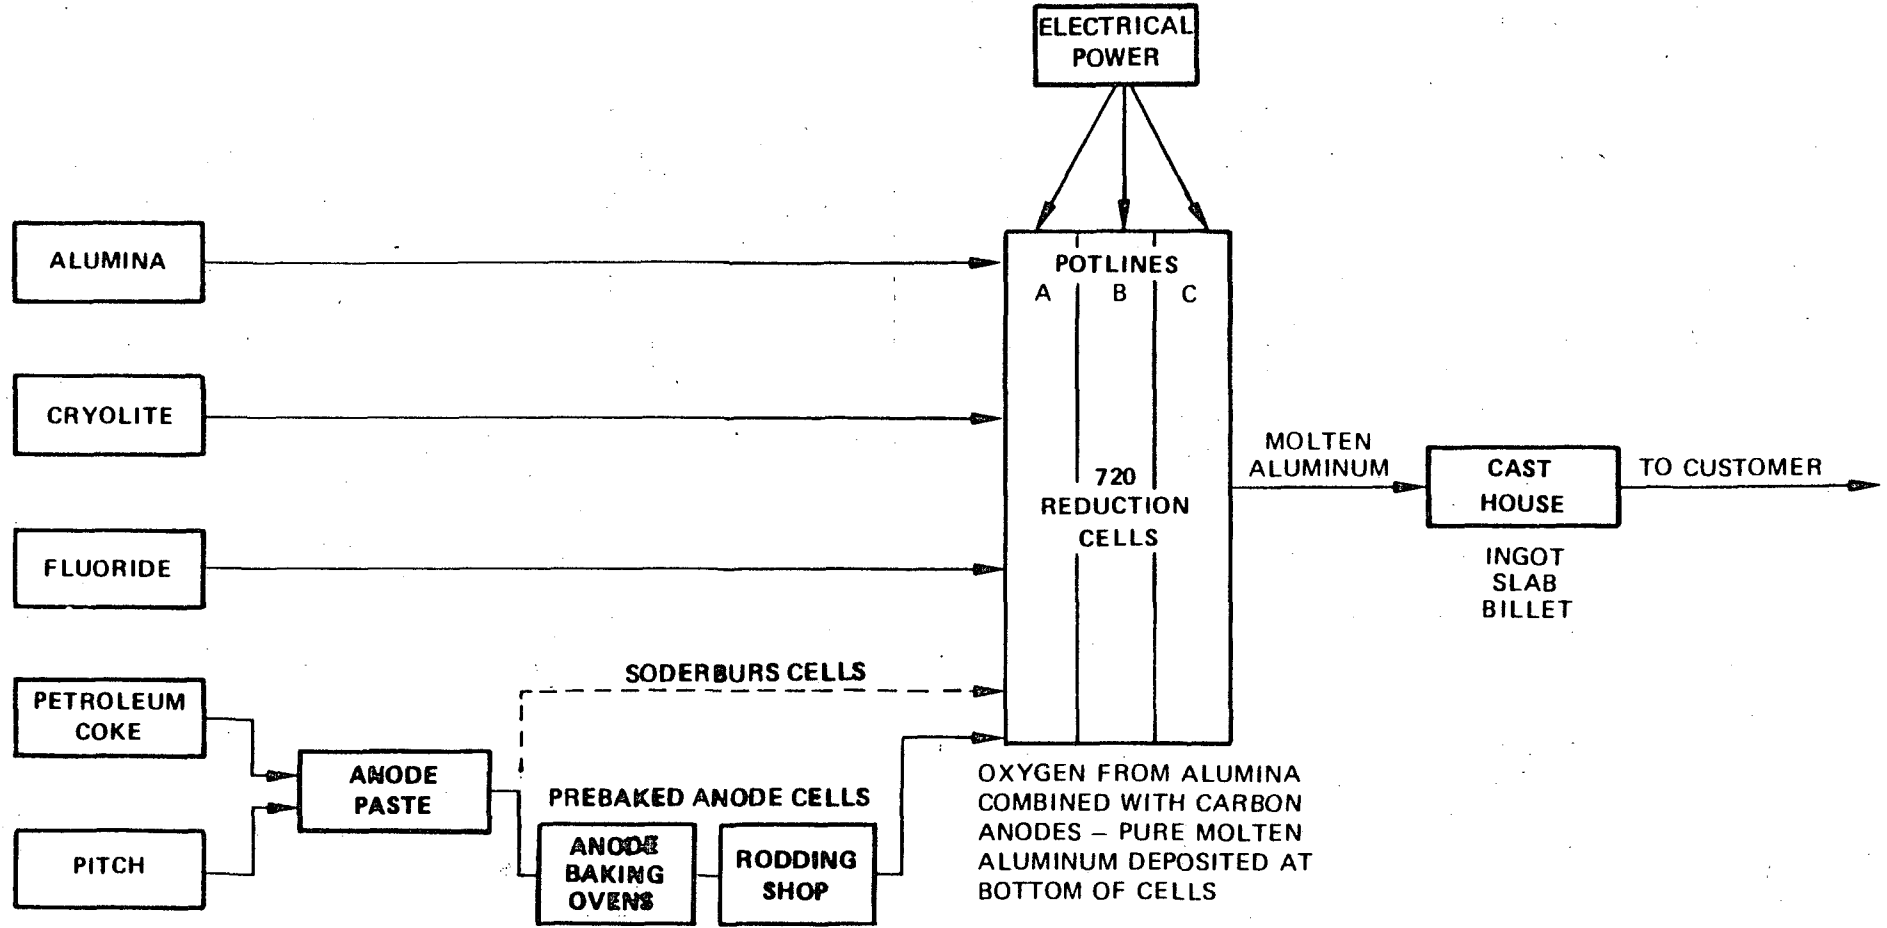 ELECTRICAL
POWER
ALUMINA
POTLINES
A B C
CRYOLITE
720
REDUCTION
CELLS
MOLTEN
ALUMINUM
CAST
HOUSE
TO CUSTOMER
INGOT
SLAB
BILLET
FLUORIDE
SODERBURS CELLS
PETROLEUM
COKE
ANODE
PASTE
PITCH
PREBAKED ANODE CELLS
ANODE
BAKING
OVENS
RODDING
SHOP
OXYGEN FROM ALUMINA
COMBINED WITH CARBON
ANODES – PURE MOLTEN
ALUMINUM DEPOSITED AT
BOTTOM OF CELLS